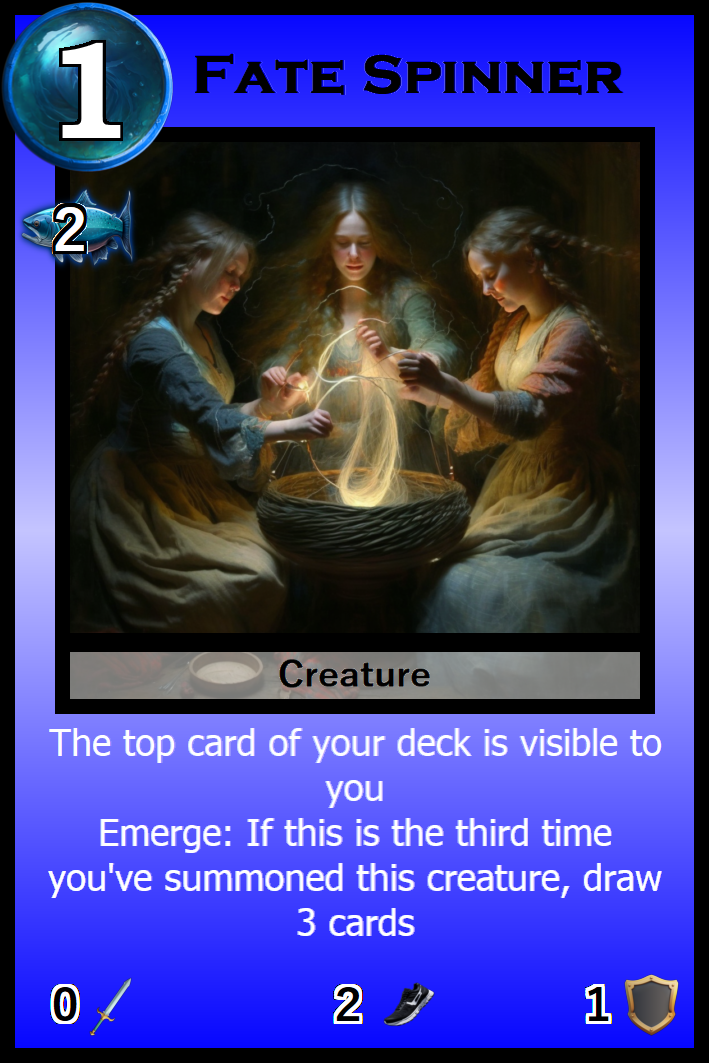 1
Fate Spinner
2
Creature
The top card of your deck is visible to
you
Emerge: If this is the third time
you've summoned this creature, draw
3 cards
0
2
1